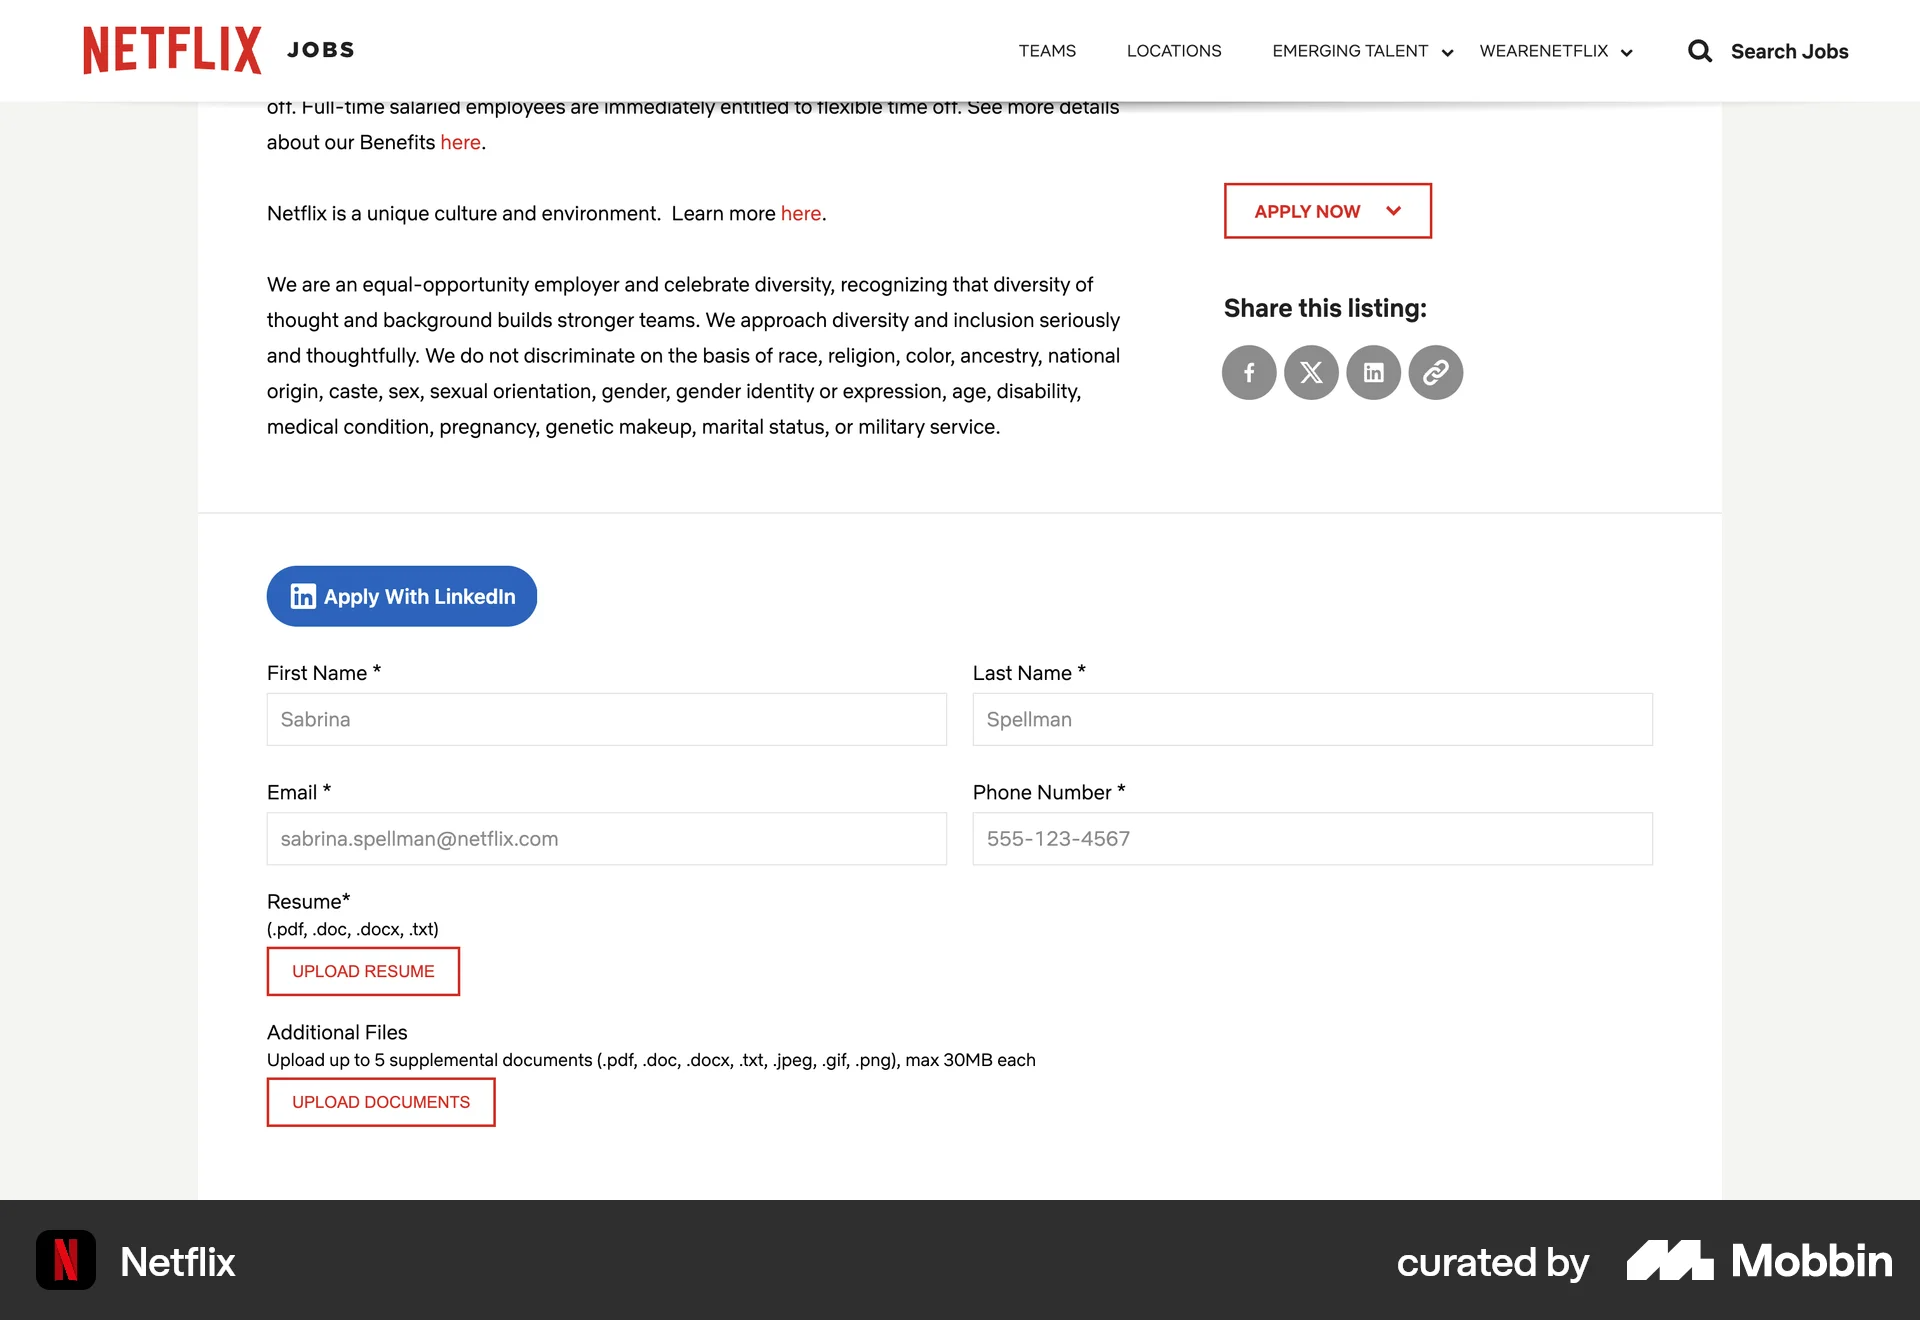 NETFLIX JOBS
TEAMS LOCATIONS EMERGING TALENT WEARENETFLIX Search Jobs
off. Full-time salaried employees are immediately entitled to flexible time off. See more details
about our Benefits here.
Netflix is a unique culture and environment.  Learn more here.
We are an equal-opportunity employer and celebrate diversity, recognizing that diversity of
thought and background builds stronger teams. We approach diversity and inclusion seriously
and thoughtfully. We do not discriminate on the basis of race, religion, color, ancestry, national
origin, caste, sex, sexual orientation, gender, gender identity or expression, age, disability,
medical condition, pregnancy, genetic makeup, marital status, or military service.
APPLY NOW
Share this listing:
Apply With LinkedIn
First Name *
Sabrina
Last Name *
Spellman
Email *
sabrina.spellman@netflix.com
Phone Number *
555-123-4567
Resume*
(.pdf, .doc, .docx, .txt)
UPLOAD RESUME
Additional Files
Upload up to 5 supplemental documents (.pdf, .doc, .docx, .txt, .jpeg, .gif, .png), max 30MB each
UPLOAD DOCUMENTS
Netflix
curated by Mobbin